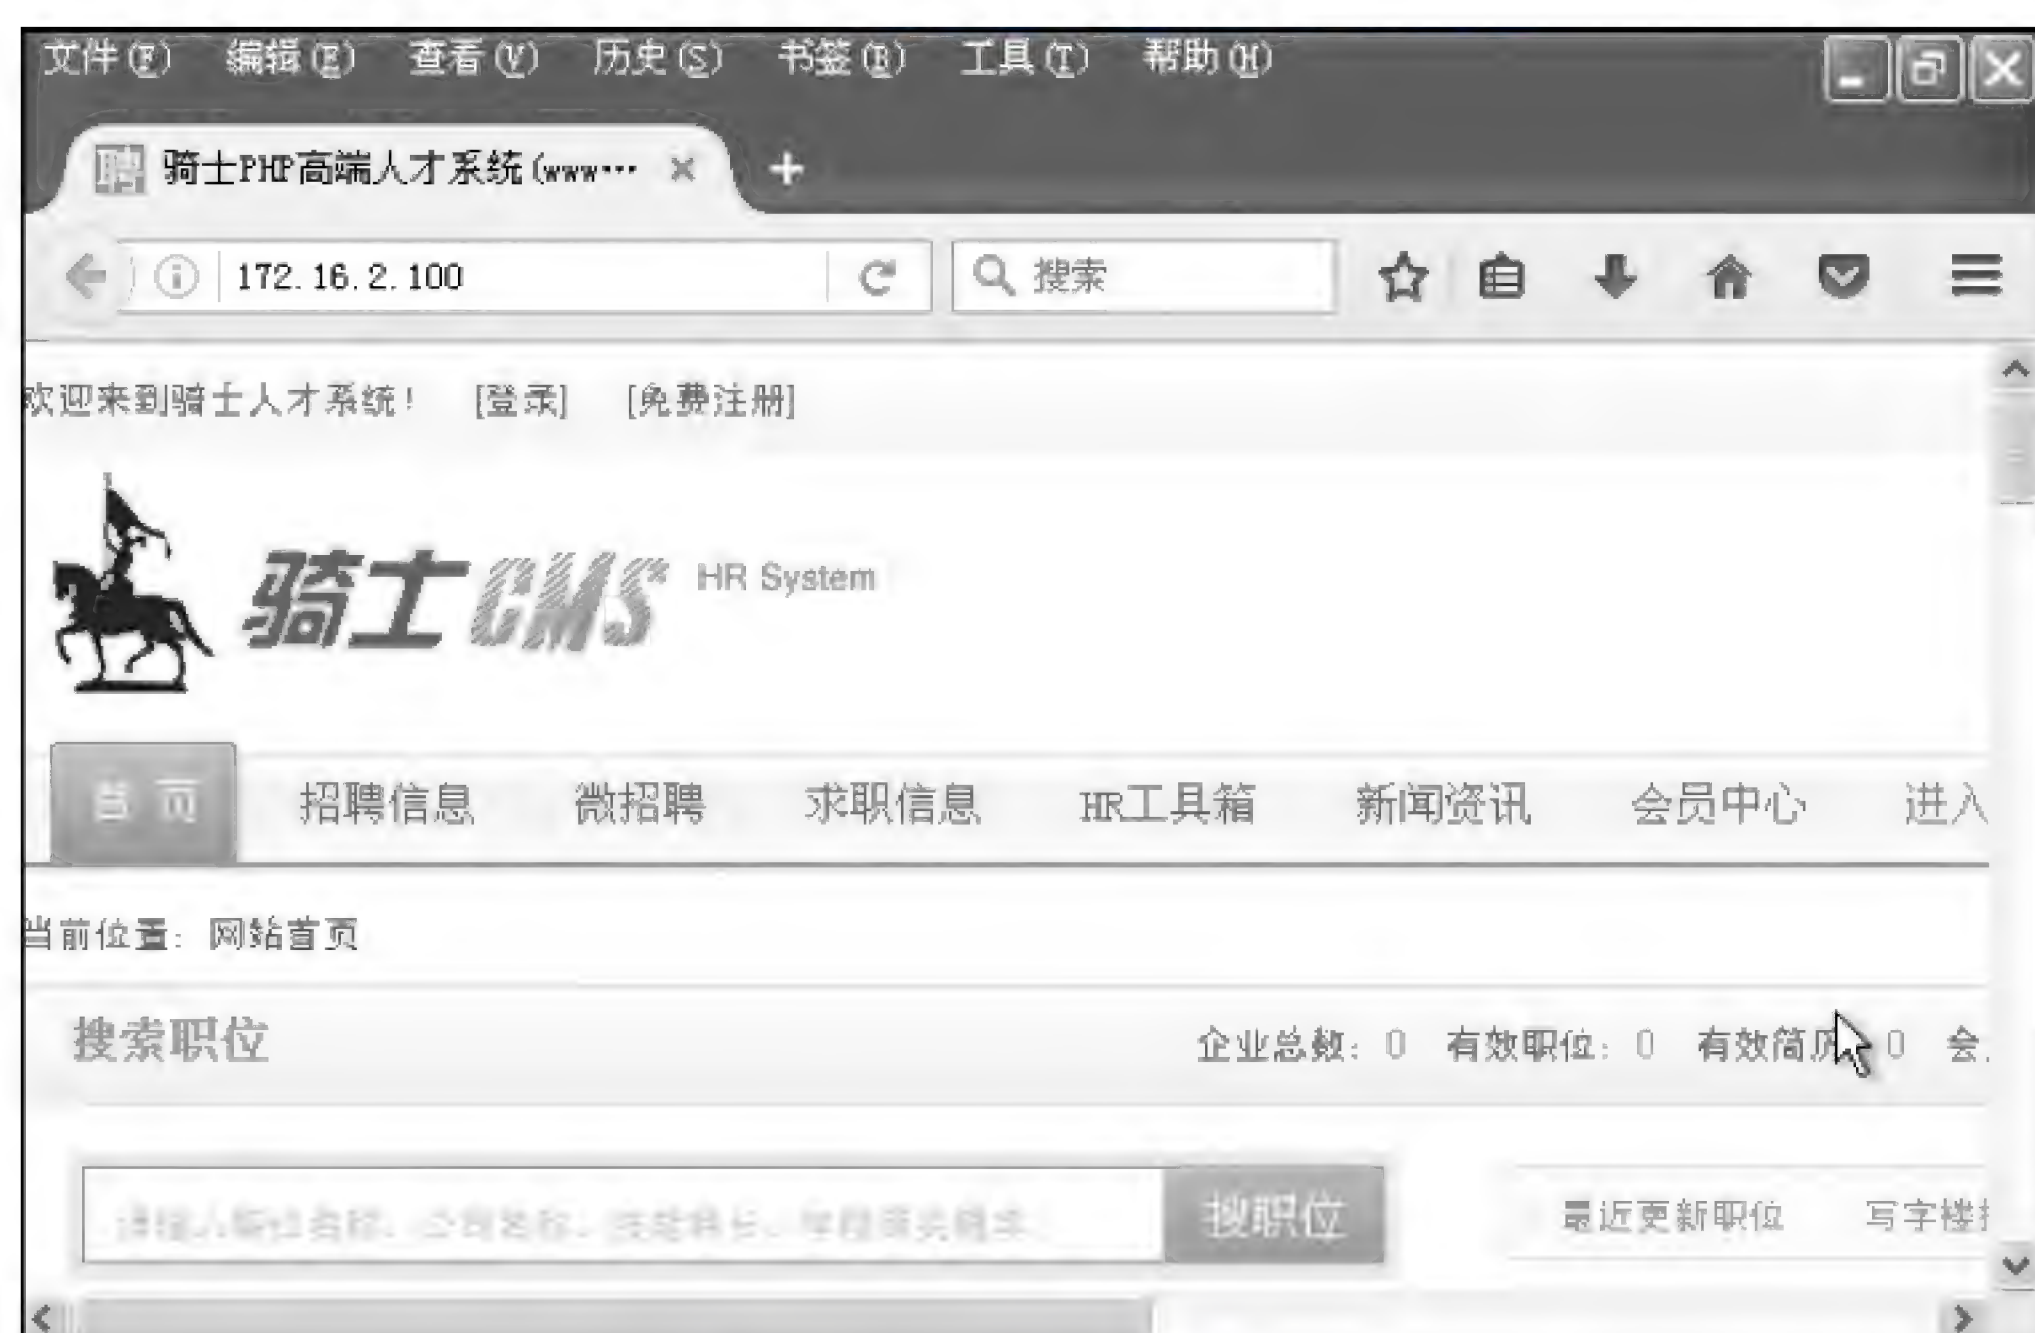 文件(F) 编辑(E) 查看(V) 历史(S) 书签(B) 工具(T) 帮助(H)
骑士PHP高端人才系统(www…
172.16.2.100 搜索
欢迎来到骑士人才系统! [登录] [免费注册]
骑士CMS HR System
首页 招聘信息 微招聘 求职信息 HR工具箱 新闻资讯 会员中心 进入
当前位置: 网站首页
搜索职位 企业总数: 0 有效职位: 0 有效简历 0 会
搜职位 最近更新职位 写字楼